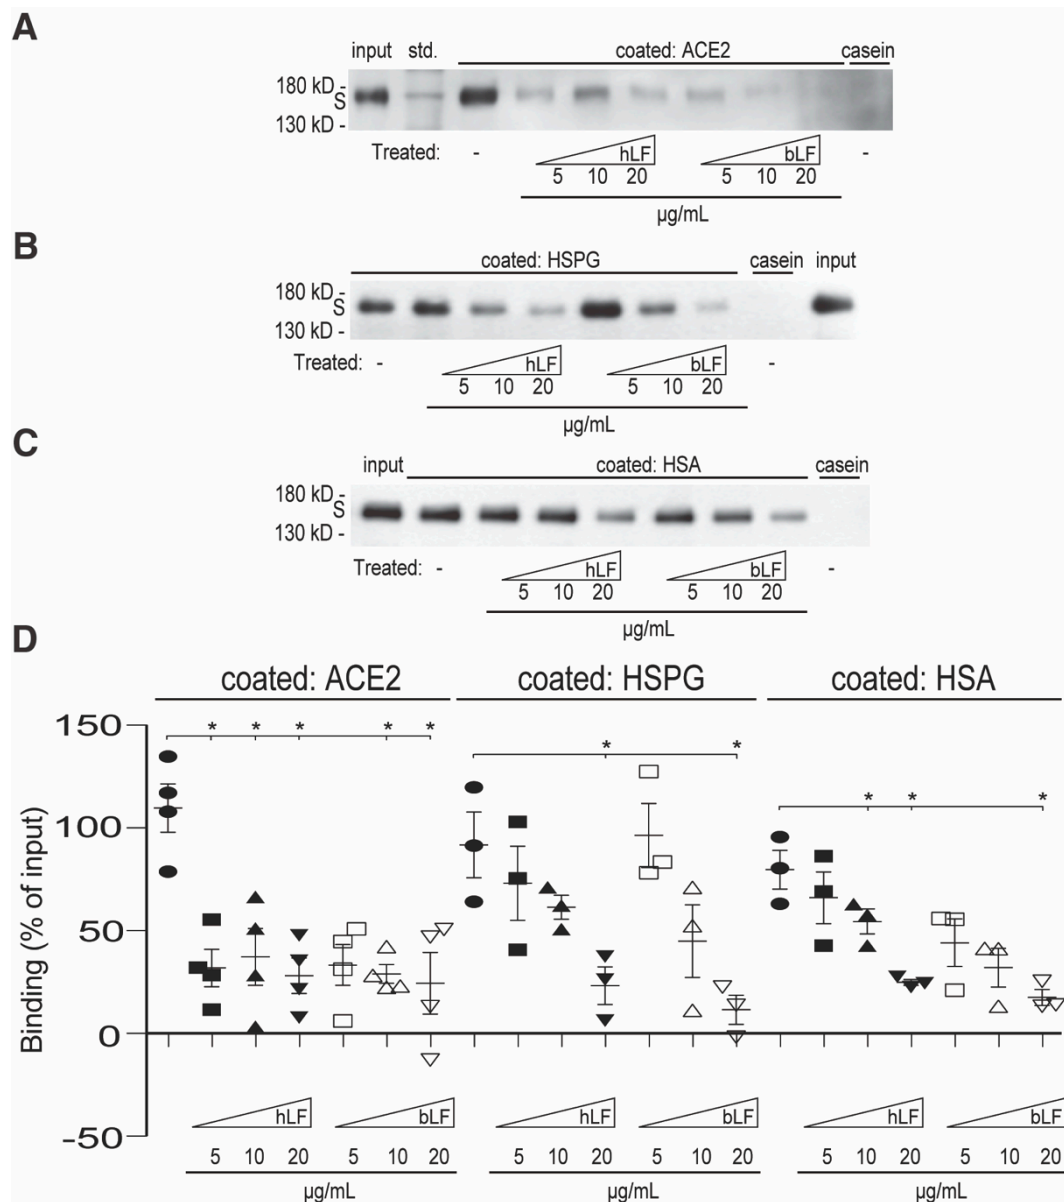 A
input std. coated: ACE2 casein
180 kD -
S
130 kD -
Treated: - hLF bLF -
5 10 20 5 10 20
µg/mL
B
coated: HSPG casein input
180 kD -
S
130 kD -
Treated: - hLF bLF -
5 10 20 5 10 20
µg/mL
C
input coated: HSA casein
180 kD -
S
130 kD -
Treated: - hLF bLF -
5 10 20 5 10 20
µg/mL
D
coated: ACE2 coated: HSPG coated: HSA
Binding (% of input)
150
* * * * *
* *
* * *
100
50
0
-50
hLF bLF hLF bLF hLF bLF
5 10 20 5 10 20 5 10 20 5 10 20 5 10 20 5 10 20
µg/mL µg/mL µg/mL